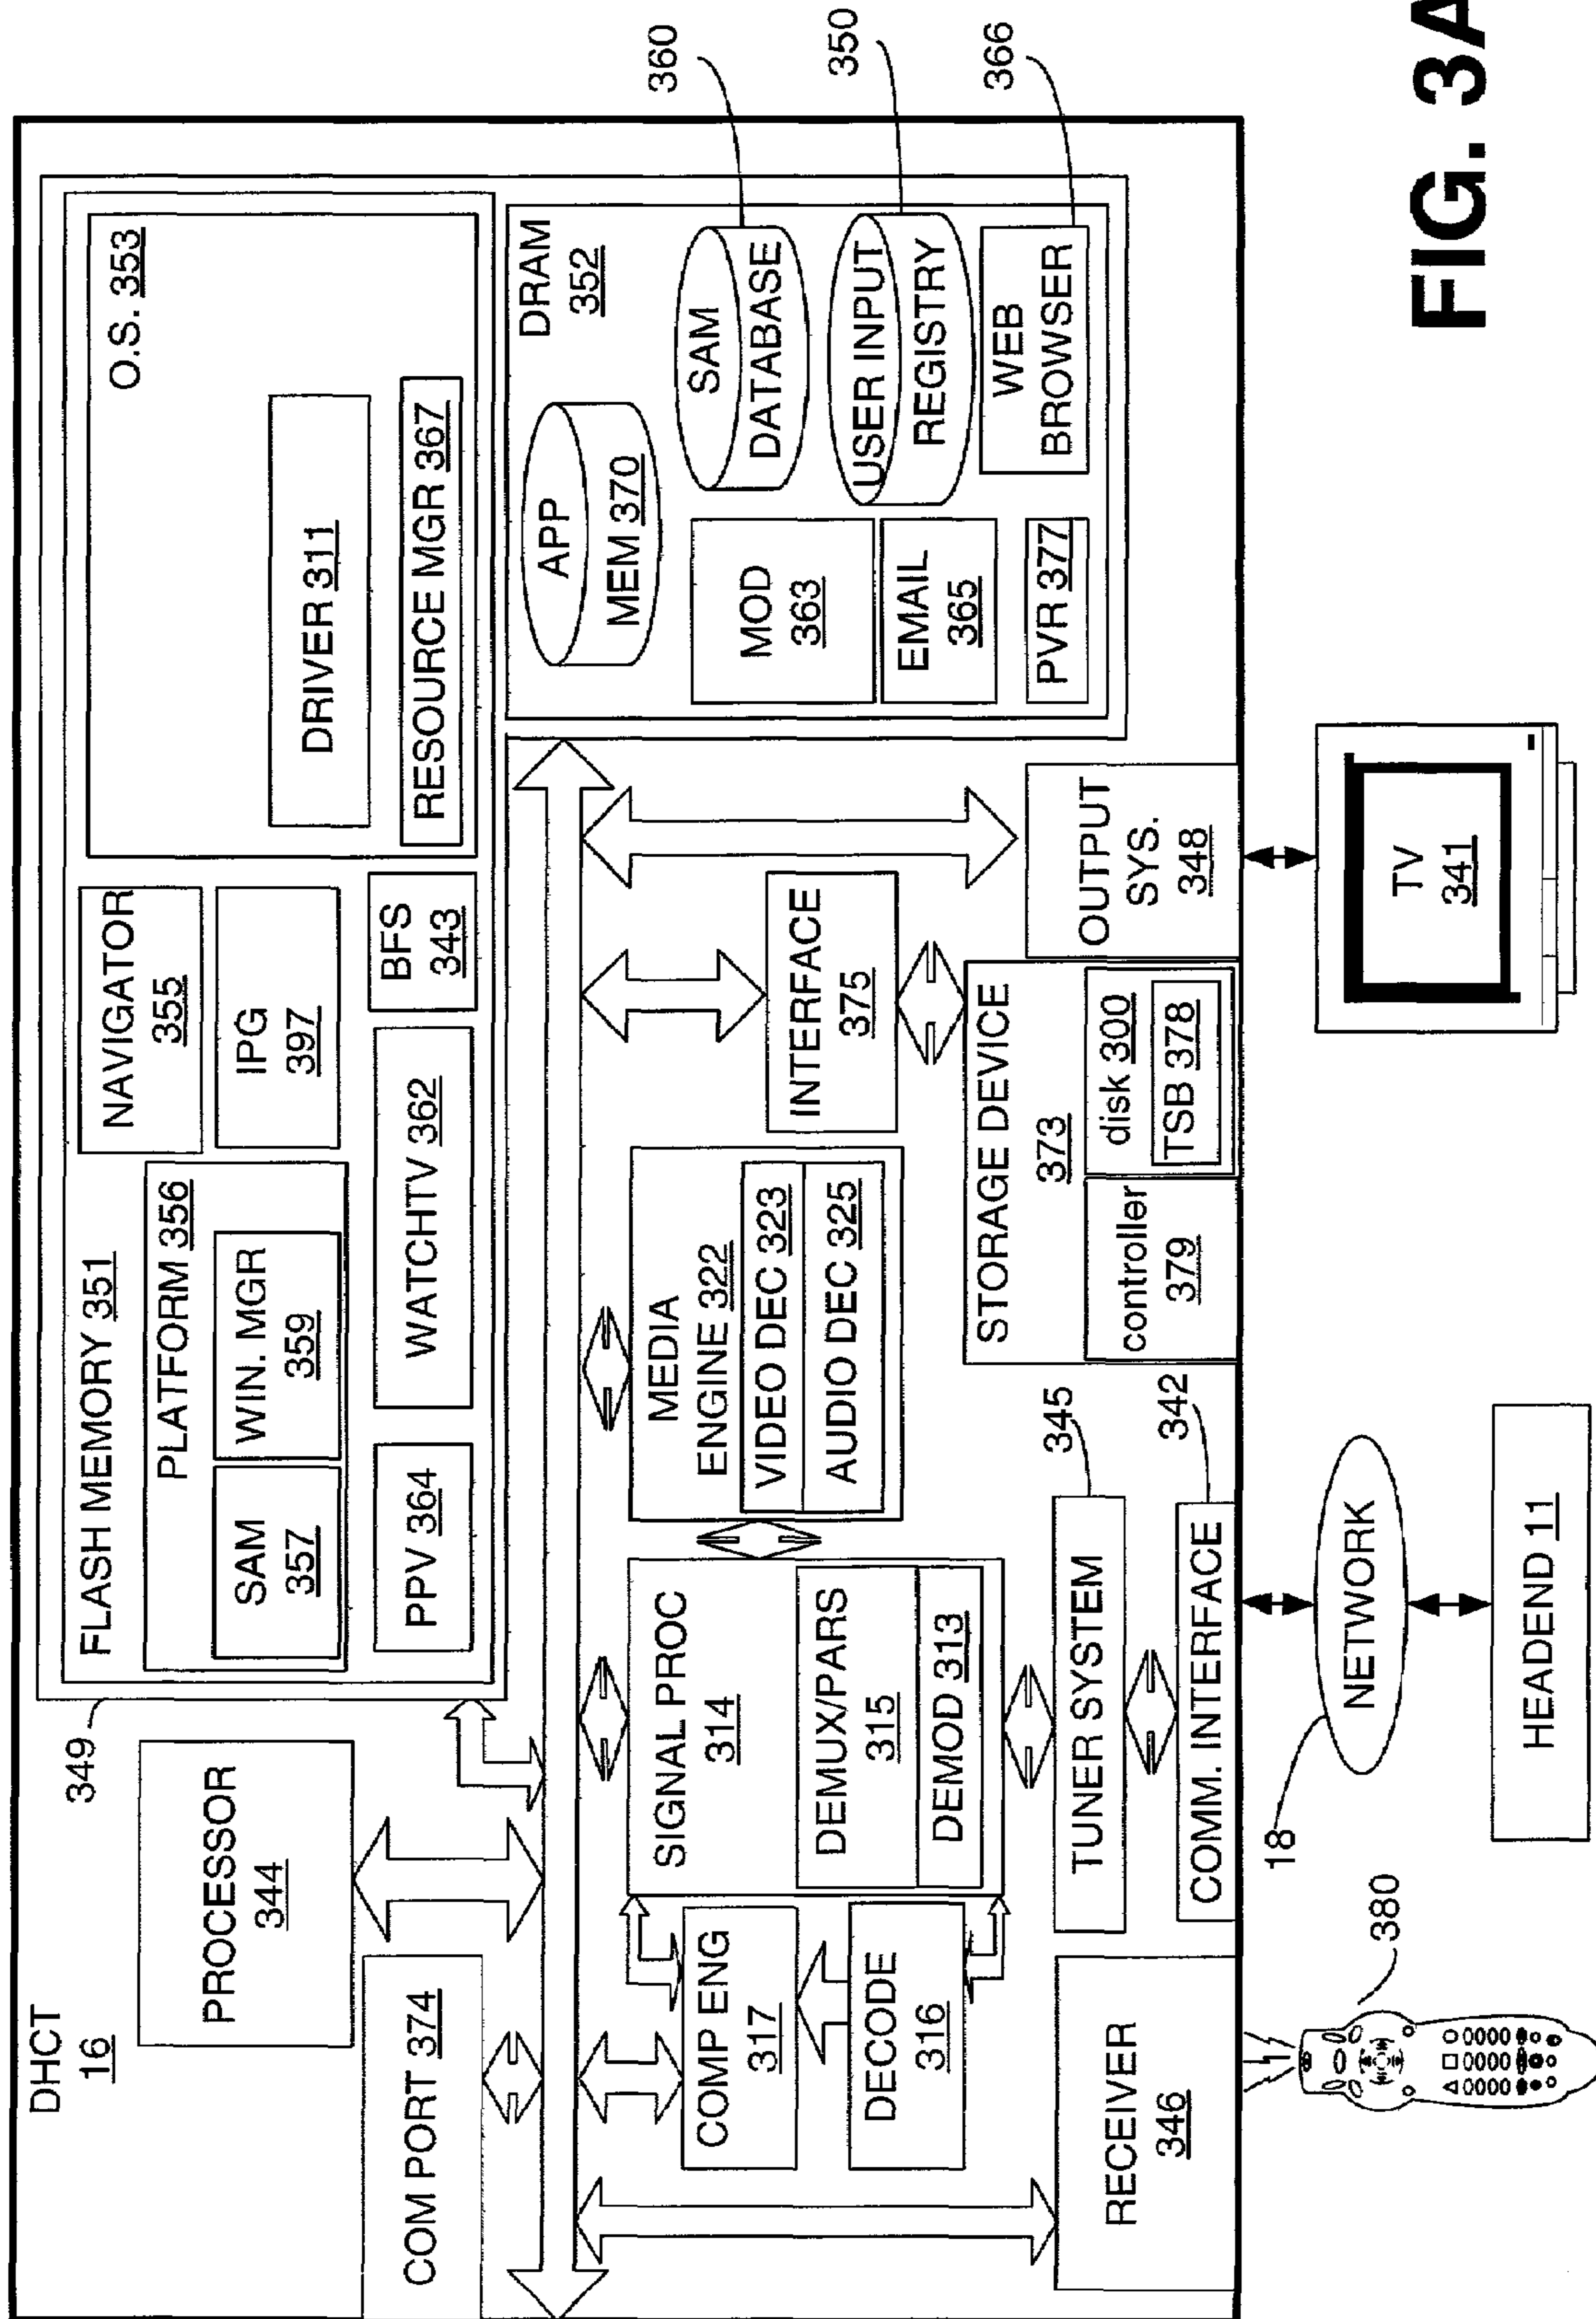 DHCT
16
PROCESSOR
344
COM PORT 374
349
FLASH MEMORY 351
PLATFORM 356
SAM
357
WIN. MGR
359
PPV 364
WATCHTV 362
NAVIGATOR
355
IPG
397
BFS
343
O.S. 353
DRIVER 311
RESOURCE MGR 367
DRAM
352
APP
MEM 370
SAM
DATABASE
360
MOD
363
USER INPUT
REGISTRY
350
EMAIL
365
WEB
BROWSER
366
PVR 377
COMP ENG
317
DECODE
316
SIGNAL PROC
314
DEMUX/PARS
315
DEMOD 313
MEDIA
ENGINE 322
VIDEO DEC 323
AUDIO DEC 325
INTERFACE
375
RECEIVER
346
TUNER SYSTEM
345
COMM. INTERFACE
342
STORAGE DEVICE
373
controller
379
disk 300
TSB 378
OUTPUT
SYS.
348
380
18
NETWORK
HEADEND 11
TV
341
FIG. 3A